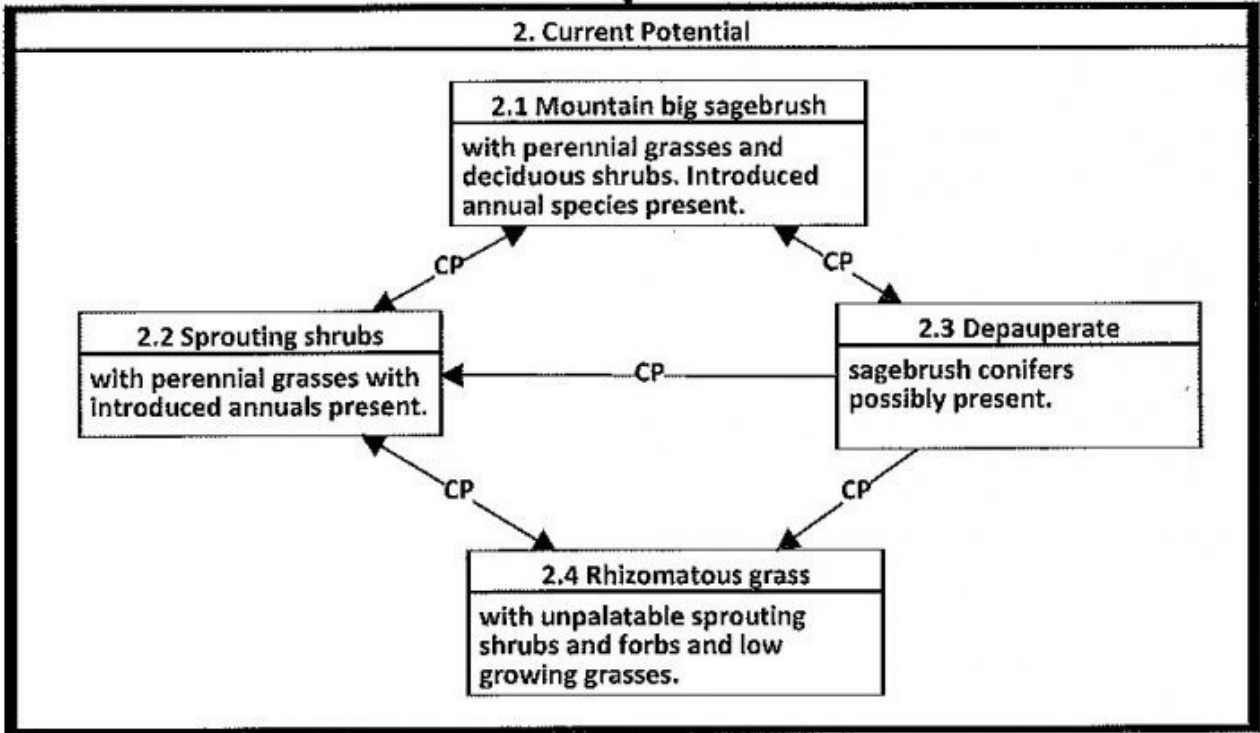 2. Current Potential
2.1 Mountain big sagebrush
with perennial grasses and
deciduous shrubs. Introduced
annual species present.
CP
CP
2.2 Sprouting shrubs
with perennial grasses with
introduced annuals present.
CP
2.3 Depauperate
sagebrush conifers
possibly present.
CP
CP
2.4 Rhizomatous grass
with unpalatable sprouting
shrubs and forbs and low
growing grasses.